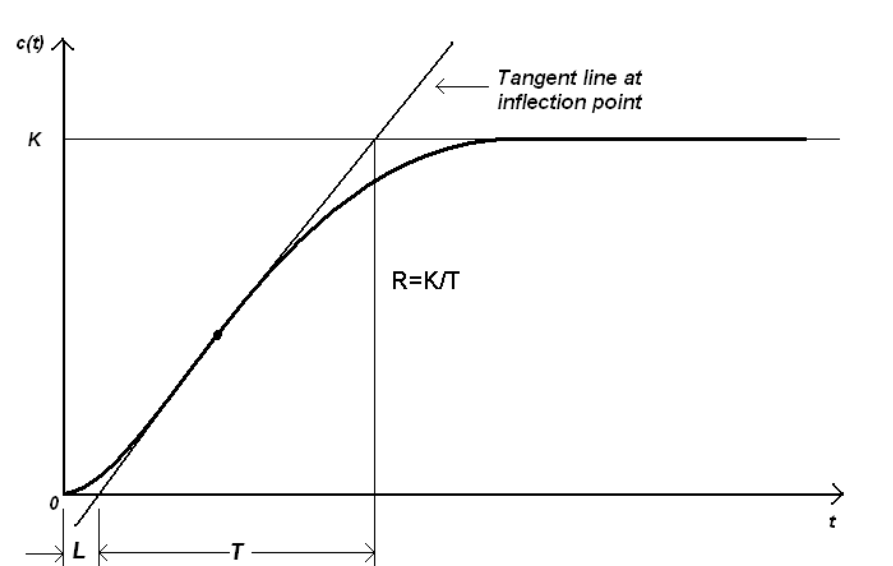 c(t)
Tangent line at
inflection point
K
R=K/T
0
t
L
T